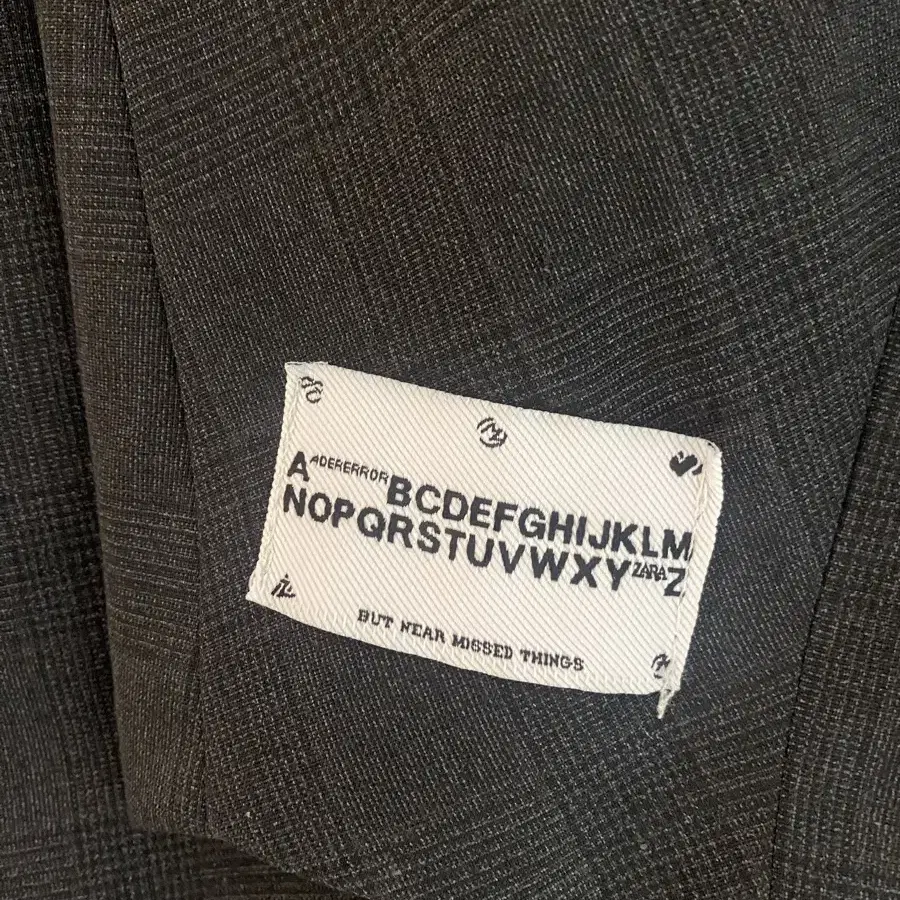 A ADERERROR BCDEFGHIJKLM
NOPQRSTUVWXY ZARA Z
BUT NEAR MISSED THINGS